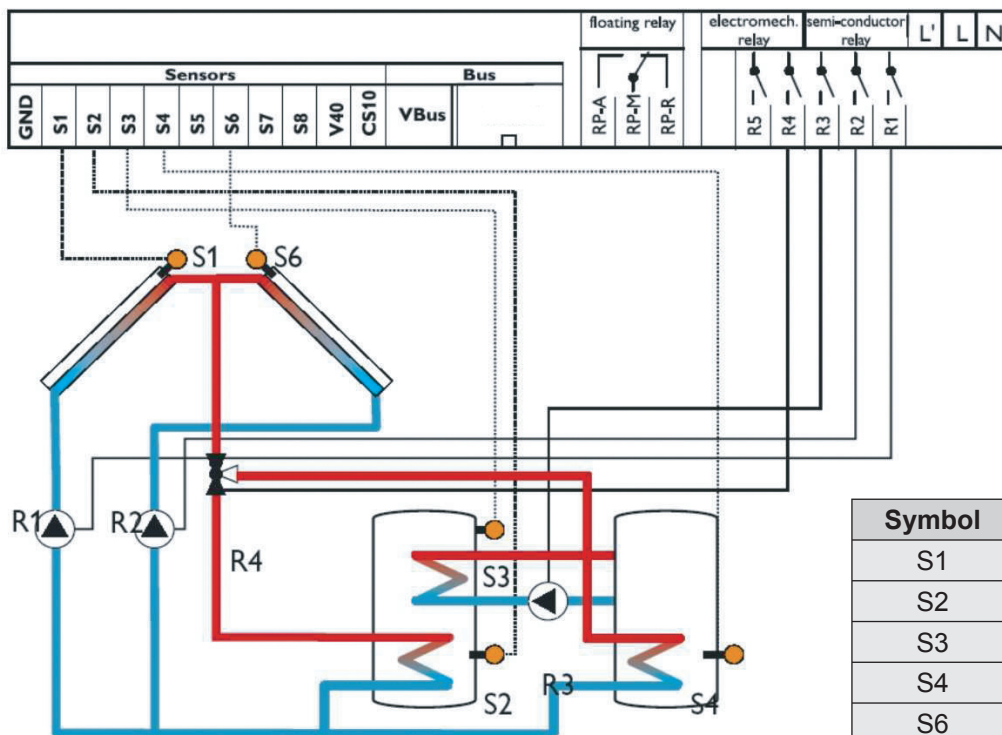 floating relay electromech. relay semi-conductor relay L' L N
Sensors Bus
GND S1 S2 S3 S4 S5 S6 S7 S8 V40 CS10 VBus RP-A RP-M RP-R R5 R4 R3 R2 R1
S1 S6
R1 R2
R4
S3
S2 R3 S4
Symbol
S1
S2
S3
S4
S6